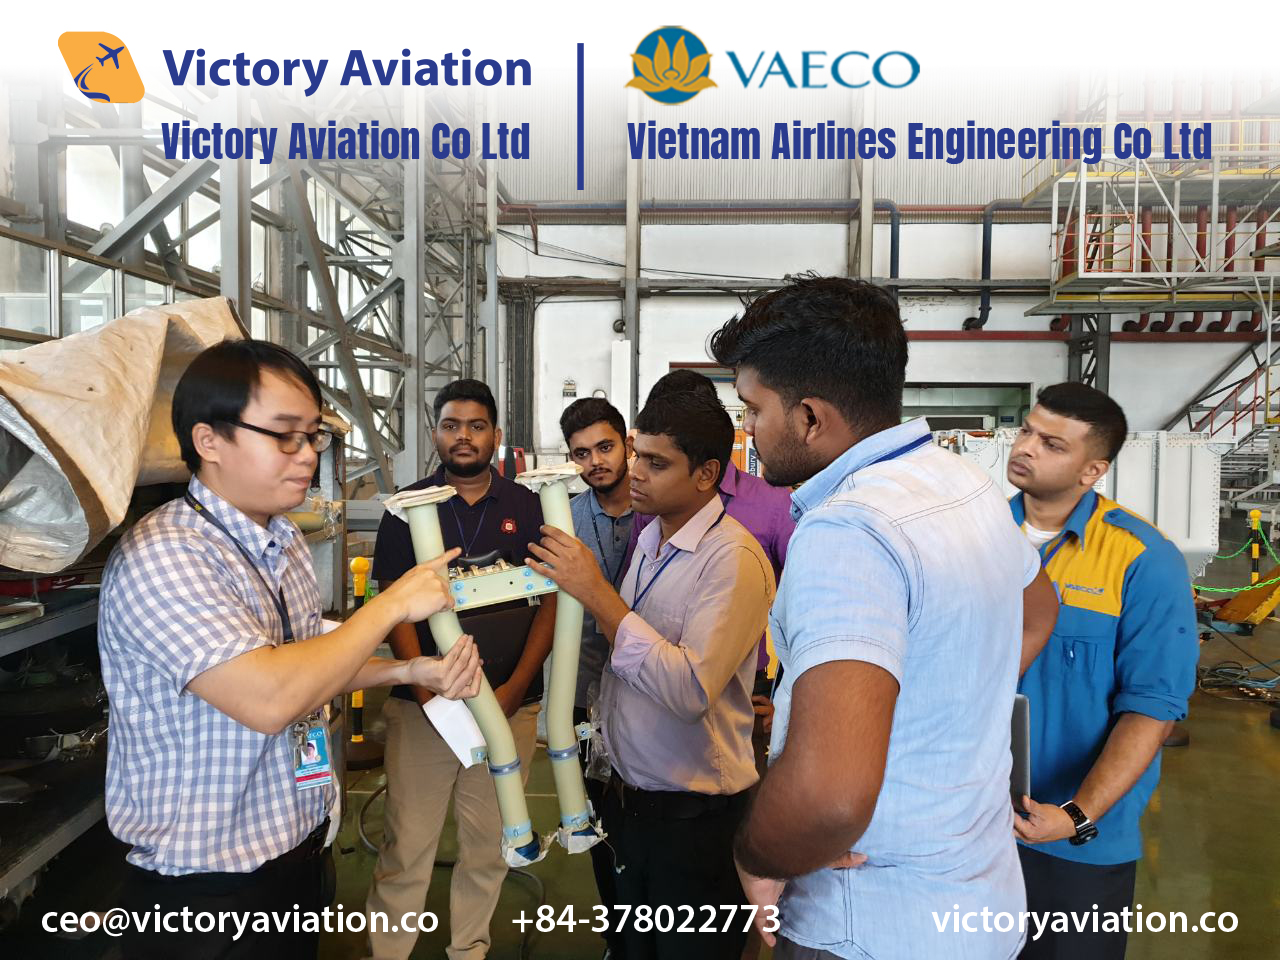 Victory Aviation
Victory Aviation Co Ltd
VAECO
Vietnam Airlines Engineering Co Ltd
VAECO
ceo@victoryaviation.co
+84-378022773
victoryaviation.co